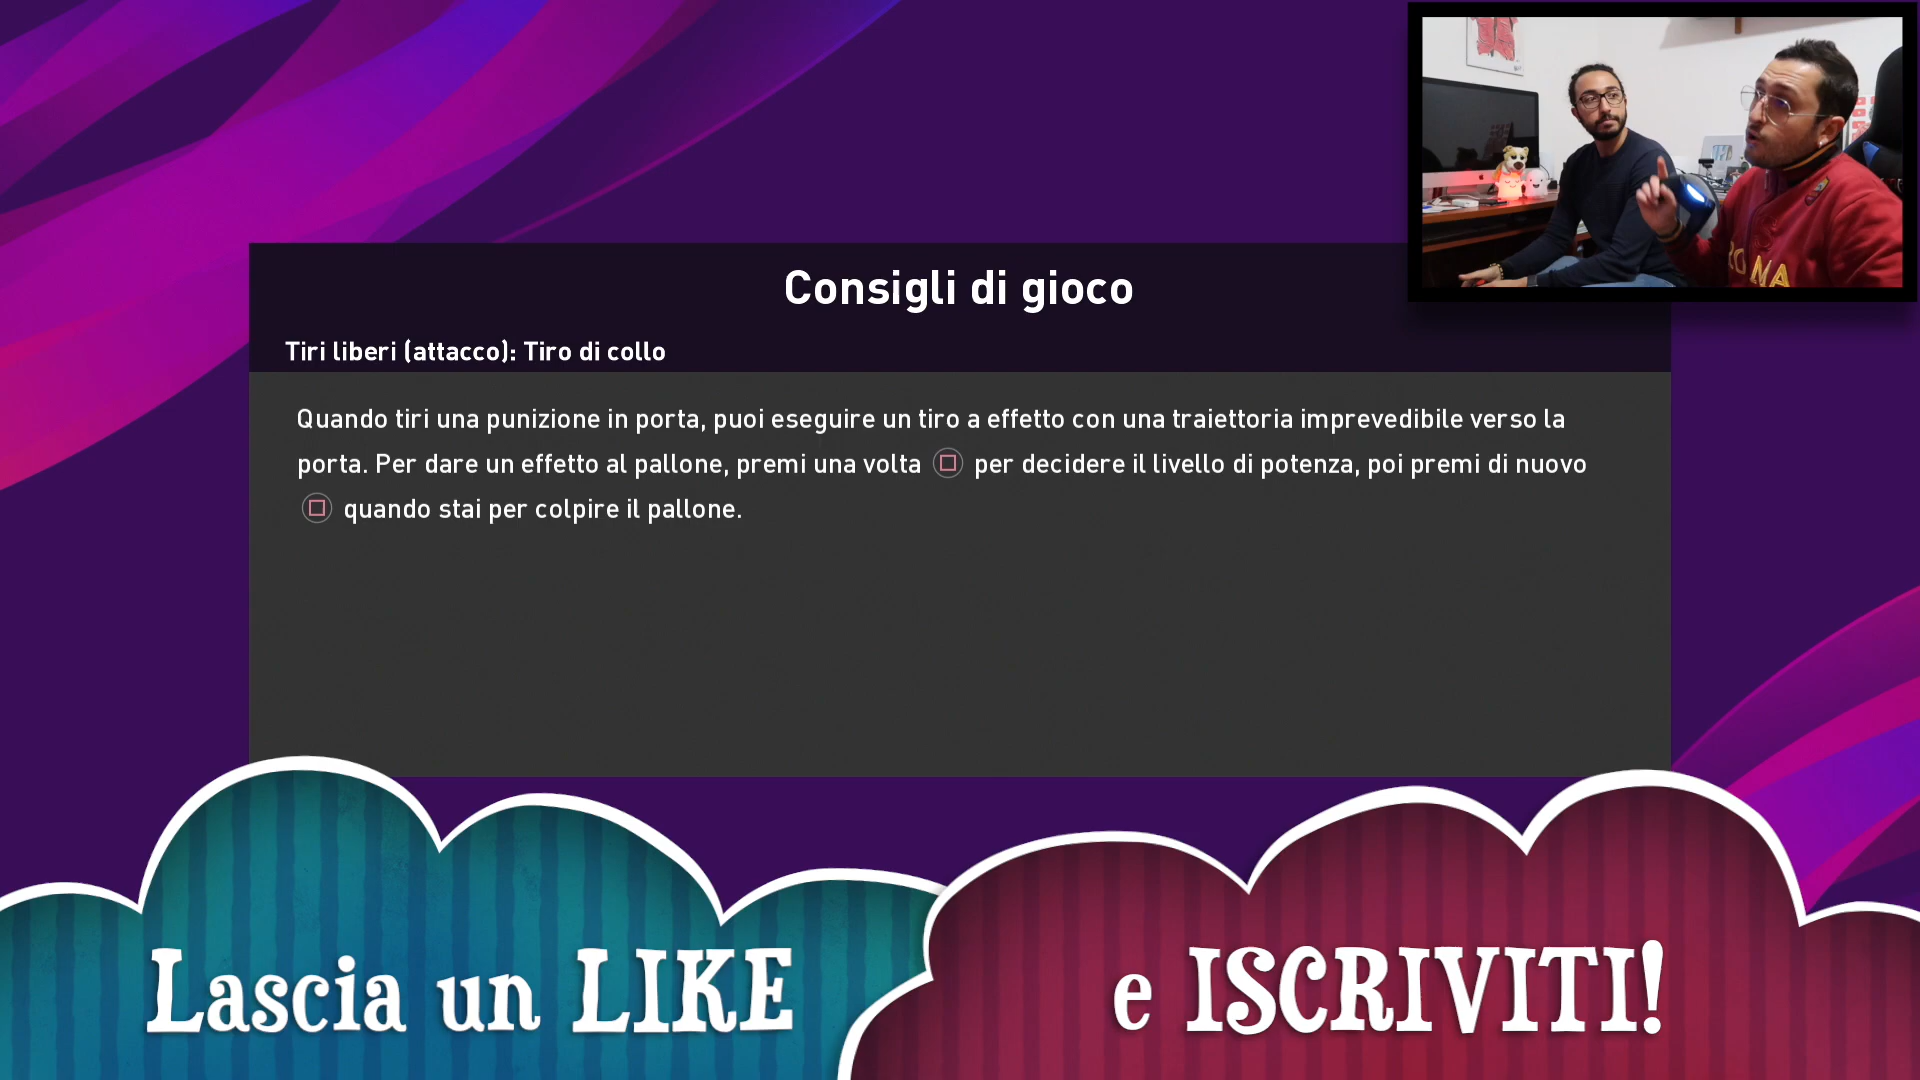 Consigli di gioco
Tiri liberi (attacco): Tiro di collo
Quando tiri una punizione in porta, puoi eseguire un tiro a effetto con una traiettoria imprevedibile verso la
porta. Per dare un effetto al pallone, premi una volta per decidere il livello di potenza, poi premi di nuovo
quando stai per colpire il pallone.
Lascia un LIKE
e ISCRIVITI!